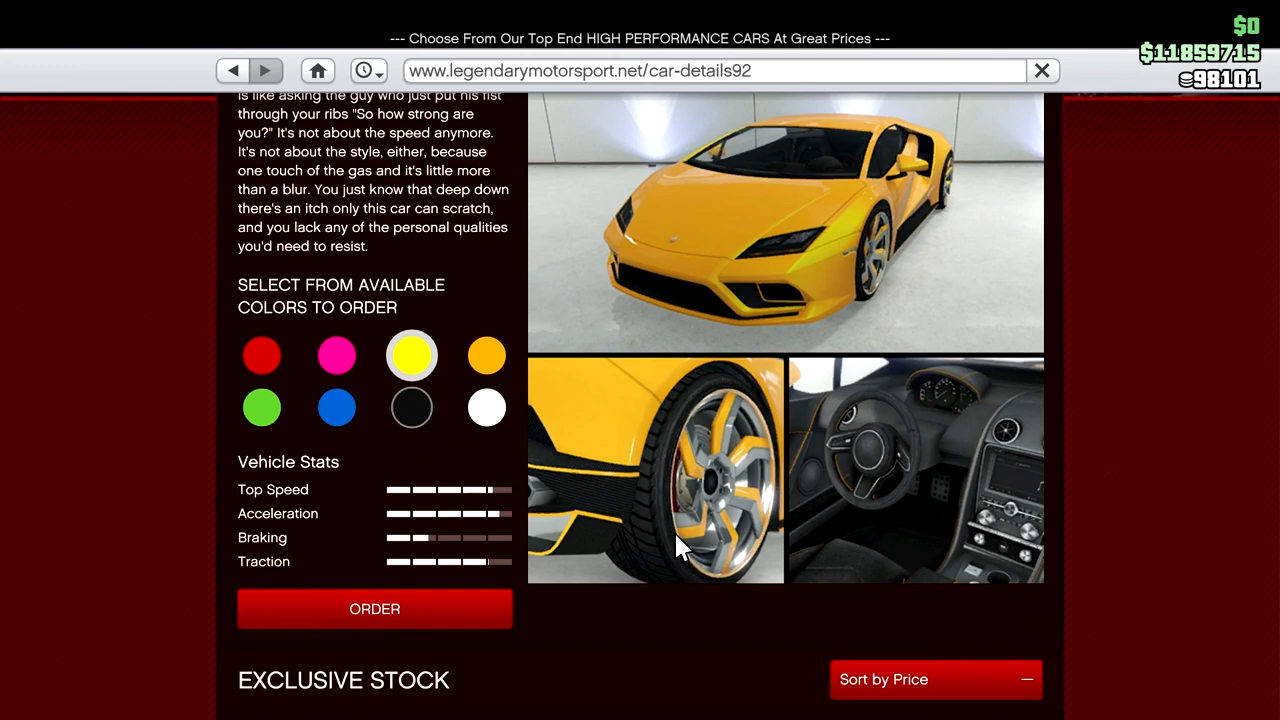 --- Choose From Our Top End HIGH PERFORMANCE CARS At Great Prices ---
$0
$11859715
98101
www.legendarymotorsport.net/car-details92
is like asking the guy who just put his fist
through your ribs "So how strong are
you?" It's not about the speed anymore.
It's not about the style, either, because
one touch of the gas and it's little more
than a blur. You just know that deep down
there's an itch only this car can scratch,
and you lack any of the personal qualities
you'd need to resist.
SELECT FROM AVAILABLE
COLORS TO ORDER
Vehicle Stats
Top Speed
Acceleration
Braking
Traction
ORDER
EXCLUSIVE STOCK
Sort by Price